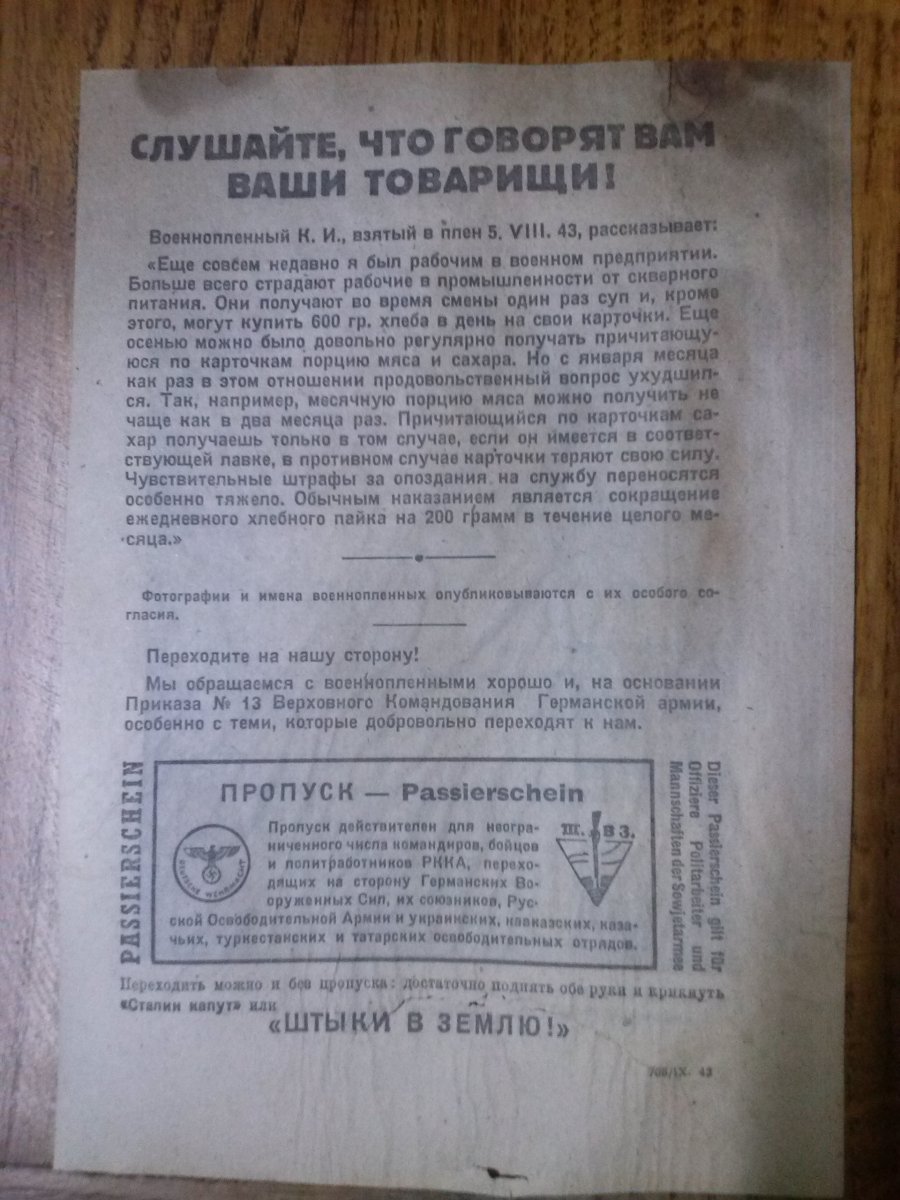 СЛУШАЙТЕ, ЧТО ГОВОРЯТ ВАМ
ВАШИ ТОВАРИЩИ!
Военнопленный К. И., взятый в плен 5. VIII. 43, рассказывает:
«Еще совсем недавно я был рабочим в военном предприятии.
Больше всего страдают рабочие в промышленности от скверного
питания. Они получают во время смены один раз суп и, кроме
этого, могут купить 600 гр. хлеба в день на свои карточки. Еще
осенью можно было довольно регулярно получать причитающу-
юся по карточкам порцию мяса и сахара. Но с января месяца
как раз в этом отношении продовольственный вопрос ухудшил-
ся. Так, например, месячную порцию мяса можно получить не
чаще как в два месяца раз. Причитающийся по карточкам са-
хар получаешь только в том случае, если он имеется в соответ-
ствующей лавке, в противном случае карточки теряют свою силу.
Чувствительные штрафы за опоздания на службу переносятся
особенно тяжело. Обычным наказанием является сокращение
ежедневного хлебного пайка на 200 грамм в течение целого ме-
сяца.»
Фотографии и имена военнопленных опубликовываются с их особого со-
гласия.
Переходите на нашу сторону!
Мы обращаемся с военнопленными хорошо и, на основании
Приказа № 13 Верховного Командования Германской армии,
особенно с теми, которые добровольно переходят к нам.
PASSIERSCHEIN
ПРОПУСК — Passierschein
DEUTSCHE WEHRMACHT
Пропуск действителен для неогра-
ниченного числа командиров, бойцов
и политработников РККА, перехо-
дящих на сторону Германских Во-
оруженных Сил, их союзников, Рус-
ской Освободительной Армии и украинских, кавказских, каза-
чьих, туркестанских и татарских освободительных отрядов.
Ш. В З.
Dieser Passierschein gilt für
Offiziere Politarbeiter und
Mannschaften der Sowjetarmee
Переходить можно и без пропуска: достаточно поднять обе руки и крикнуть
«Сталин капут» или
«ШТЫКИ В ЗЕМЛЮ!»
IX. 43